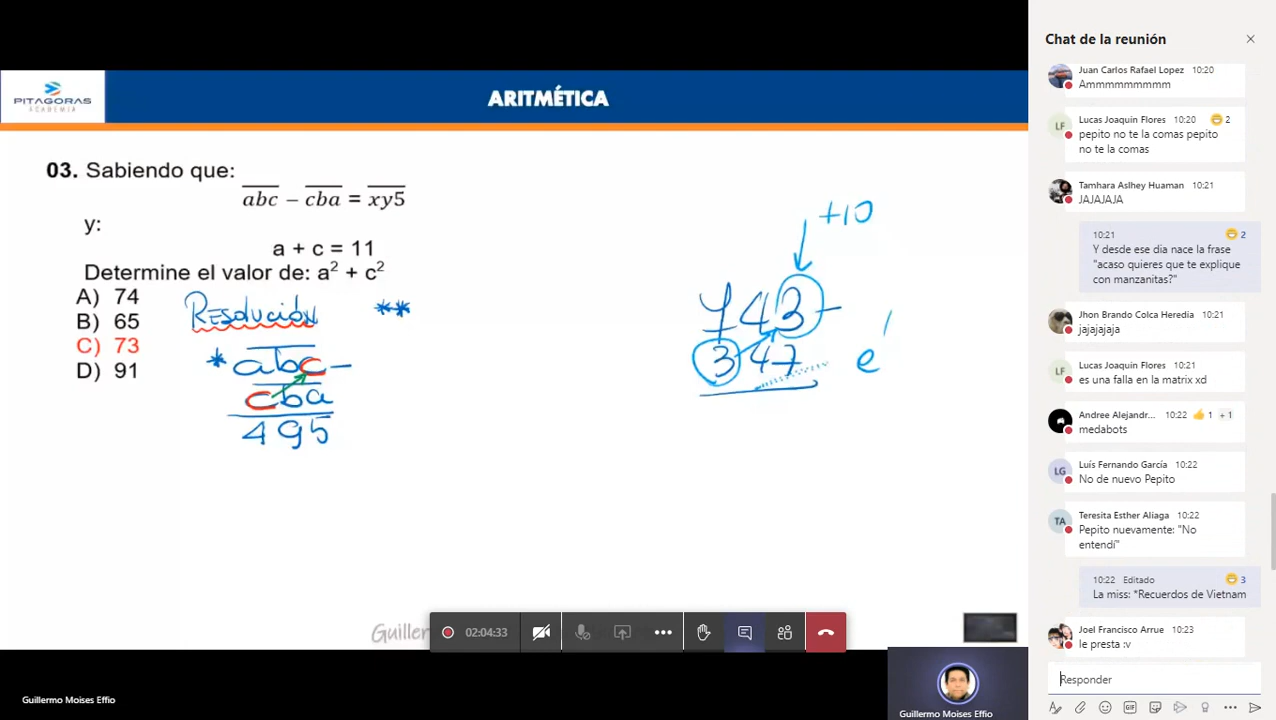 PITAGORAS
ACADEMIA
ARITMÉTICA
03. Sabiendo que:
abc – cba = xy5
y:
a + c = 11
Determine el valor de: a² + c²
A) 74
B) 65
C) 73
D) 91
Resolución
**
* abc –
cba
495
+10
743 –
347
e
Guiller
02:04:33
Guillermo Moises Effio
Guillermo Moises Effio
Chat de la reunión
Juan Carlos Rafael Lopez 10:20
Ammmmmmmmm
Lucas Joaquin Flores 10:20 2
pepito no te la comas pepito
no te la comas
Tamhara Aslhey Huaman 10:21
JAJAJAJA
10:21 2
Y desde ese dia nace la frase
"acaso quieres que te explique
con manzanitas?"
Jhon Brando Colca Heredia 10:21
jajajajaja
LF
Lucas Joaquin Flores 10:21
es una falla en la matrix xd
Andree Alejandr... 10:22 1 +1
medabots
LG
Luís Fernando García 10:22
No de nuevo Pepito
TA
Teresita Esther Aliaga 10:22
Pepito nuevamente: "No
entendí"
10:22 Editado 3
La miss: *Recuerdos de Vietnam
Joel Francisco Arrue 10:23
le presta :v
Responder